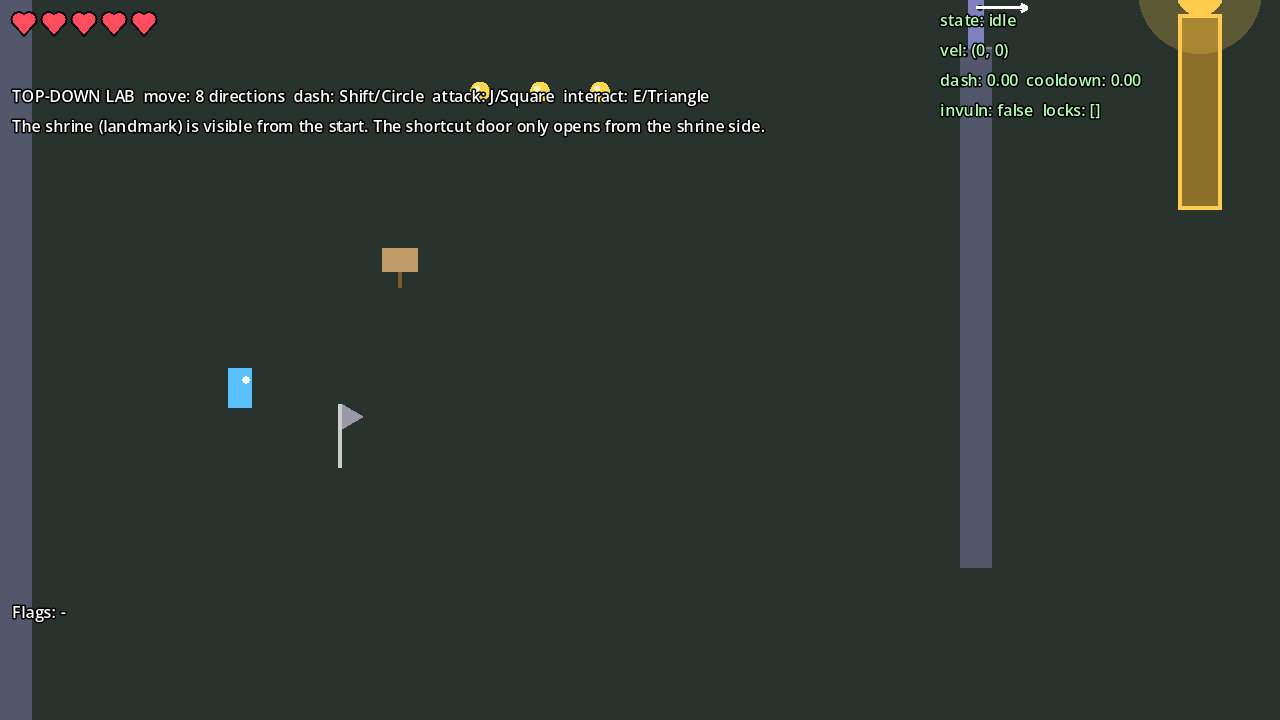 state: idle
vel: (0, 0)
dash: 0.00 cooldown: 0.00
TOP-DOWN LAB move: 8 directions dash: Shift/Circle attack: J/Square interact: E/Triangle
invuln: false locks: []
The shrine (landmark) is visible from the start. The shortcut door only opens from the shrine side.
Flags: -